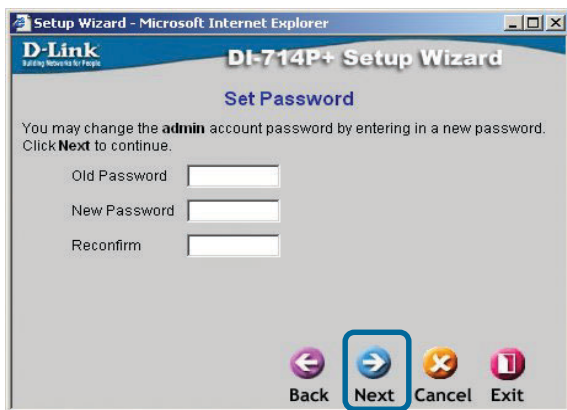 Setup Wizard - Microsoft Internet Explorer
D-Link
Building Networks for People
DI-714P+ Setup Wizard
Set Password
You may change the admin account password by entering in a new password.
Click Next to continue.
Old Password
New Password
Reconfirm
Back Next Cancel Exit